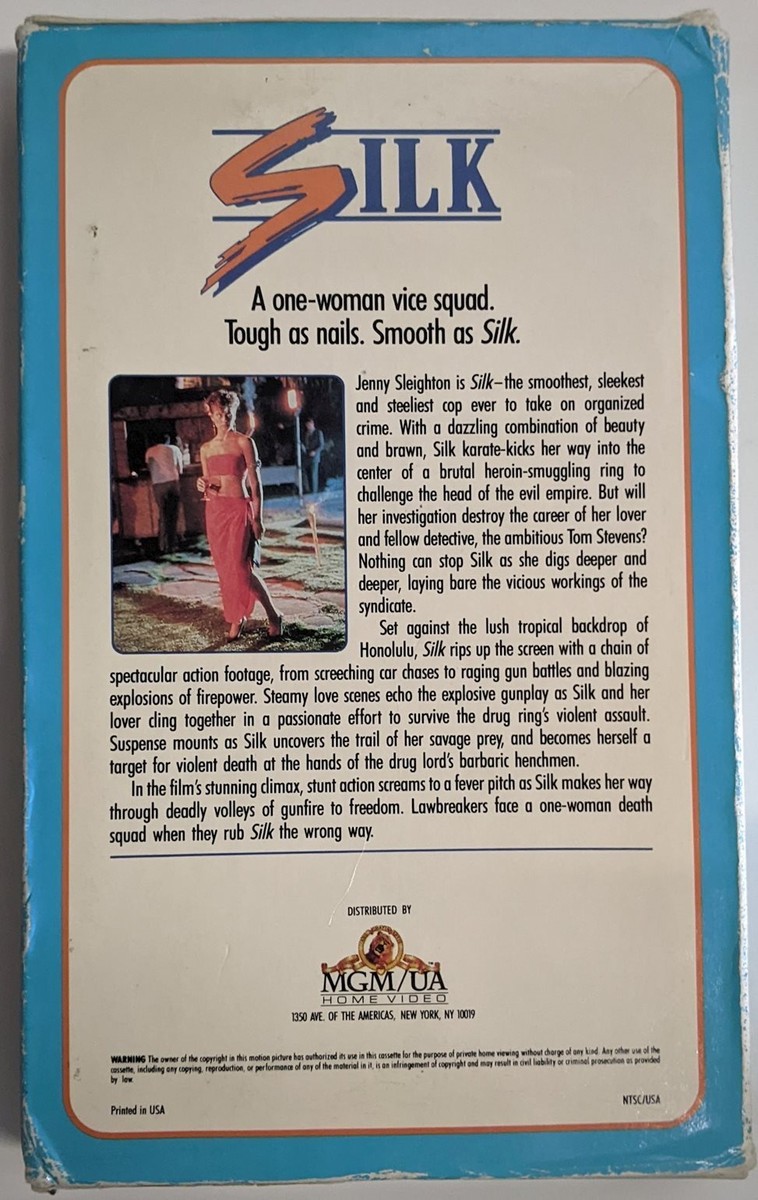 SILK
A one-woman vice squad.
Tough as nails. Smooth as Silk.
Jenny Sleighton is Silk—the smoothest, sleekest
and steeliest cop ever to take on organized
crime. With a dazzling combination of beauty
and brawn, Silk karate-kicks her way into the
center of a brutal heroin-smuggling ring to
challenge the head of the evil empire. But will
her investigation destroy the career of her lover
and fellow detective, the ambitious Tom Stevens?
Nothing can stop Silk as she digs deeper and
deeper, laying bare the vicious workings of the
syndicate.
Set against the lush tropical backdrop of
Honolulu, Silk rips up the screen with a chain of
spectacular action footage, from screeching car chases to raging gun battles and blazing
explosions of firepower. Steamy love scenes echo the explosive gunplay as Silk and her
lover cling together in a passionate effort to survive the drug ring's violent assault.
Suspense mounts as Silk uncovers the trail of her savage prey, and becomes herself a
target for violent death at the hands of the drug lord's barbaric henchmen.
In the film's stunning climax, stunt action screams to a fever pitch as Silk makes her way
through deadly volleys of gunfire to freedom. Lawbreakers face a one-woman death
squad when they rub Silk the wrong way.
DISTRIBUTED BY
MGM/UA
HOME VIDEO
1350 AVE. OF THE AMERICAS, NEW YORK, NY 10019
WARNING The owner of the copyright in this motion picture has authorized its use in this cassette for the purpose of private home viewing without charge of any kind. Any other use of the
cassette, including any copying, reproduction, or performance of any of the material in it, is an infringement of copyright and may result in civil liability or criminal prosecution as provided
by law.
Printed in USA
NTSC/USA